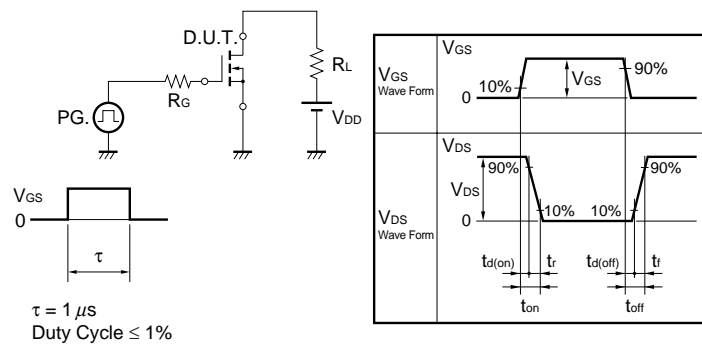 D.U.T.
RL
RG
PG.
VDD
VGS
0
τ
τ = 1 μs
Duty Cycle ≤ 1%
VGS
Wave Form
VGS
10%
VGS
90%
0
VDS
Wave Form
VDS
90%
VDS
10%
10%
90%
0
td(on)
tr
td(off)
tf
ton
toff